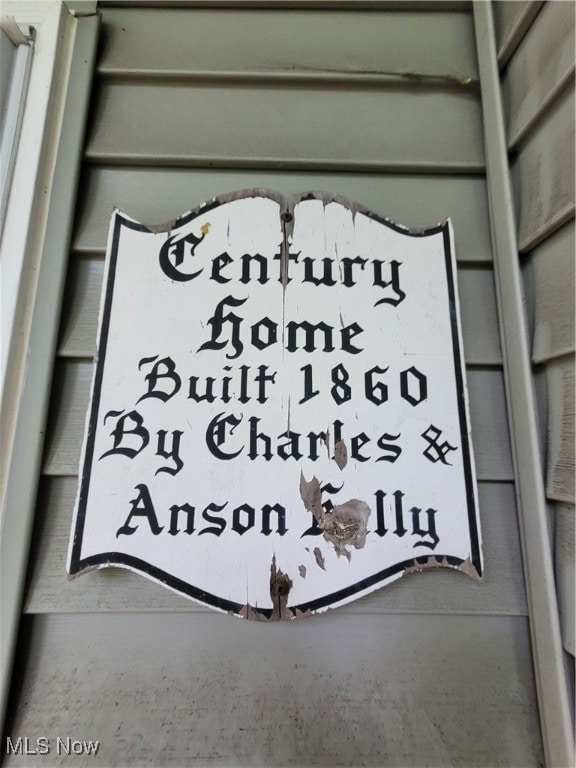 Century
Home
Built 1860
By Charles &
Anson
MLS Now